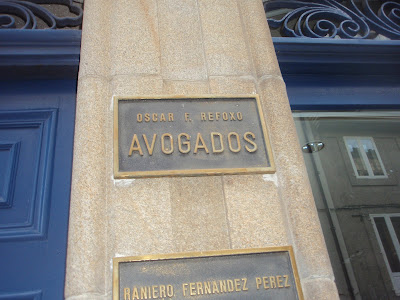 OSCAR F. REFOXO
AVOGADOS
RANIERO. FERNANDEZ PEREZ